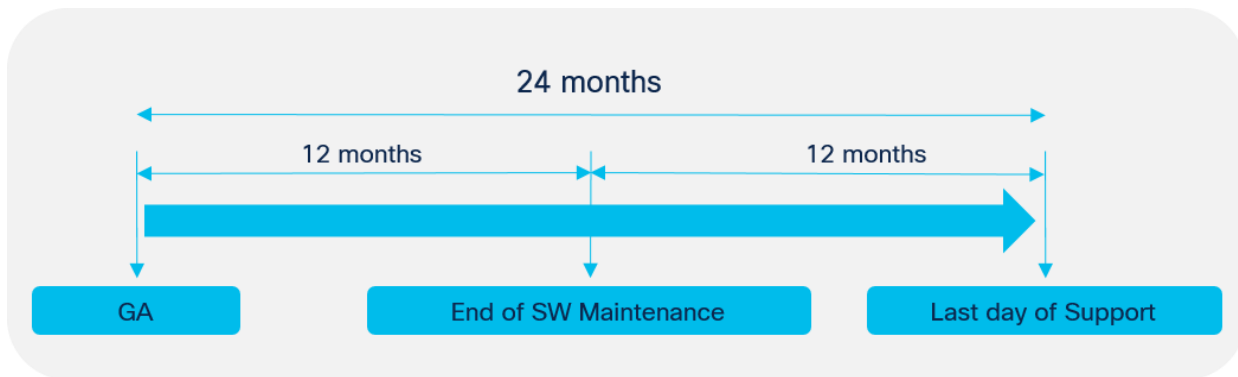 24 months
12 months
12 months
GA
End of SW Maintenance
Last day of Support